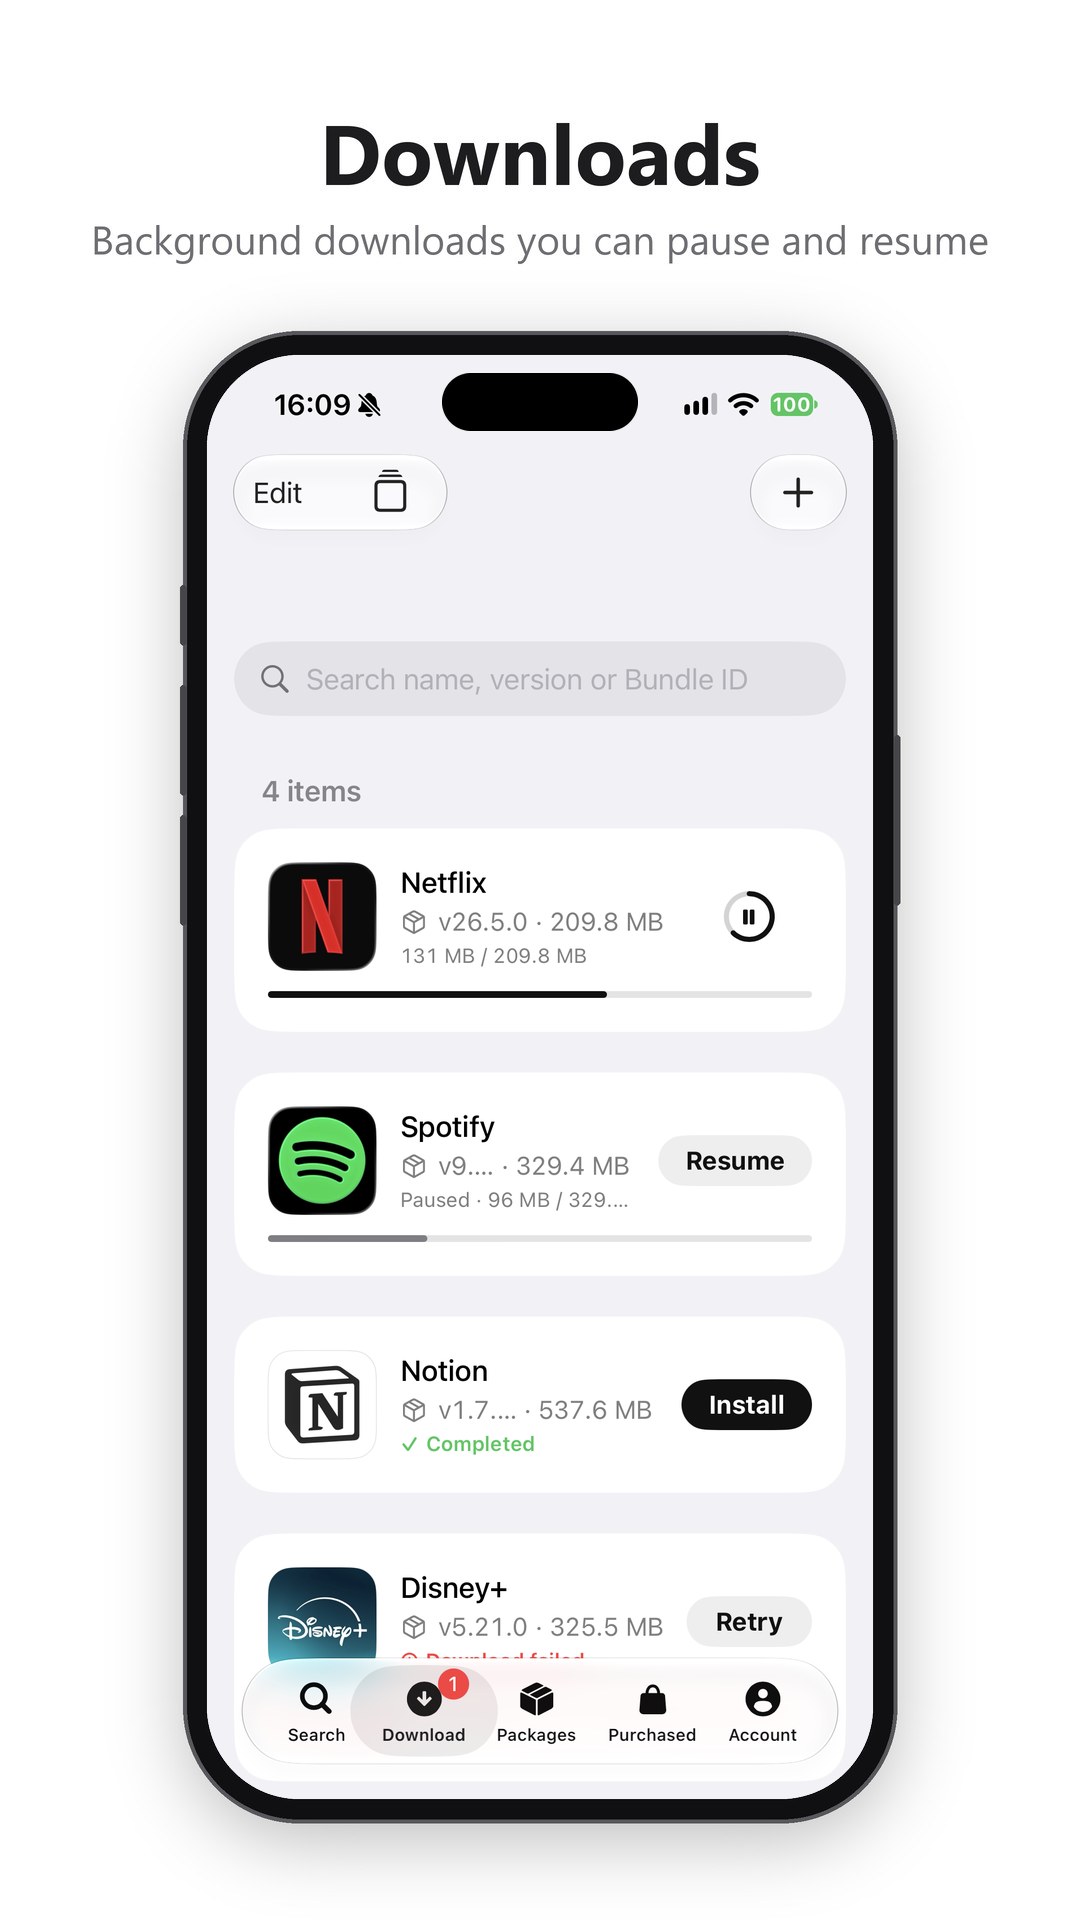 Downloads
Background downloads you can pause and resume
16:09
100
Edit
Search name, version or Bundle ID
4 items
Netflix
v26.5.0 · 209.8 MB
131 MB / 209.8 MB
Spotify
v9.... · 329.4 MB
Resume
Paused · 96 MB / 329....
N
Notion
v1.7.... · 537.6 MB
Install
✓ Completed
Disney+
Disney+
v5.21.0 · 325.5 MB
Retry
Download failed
1
Search
Download
Packages
Purchased
Account